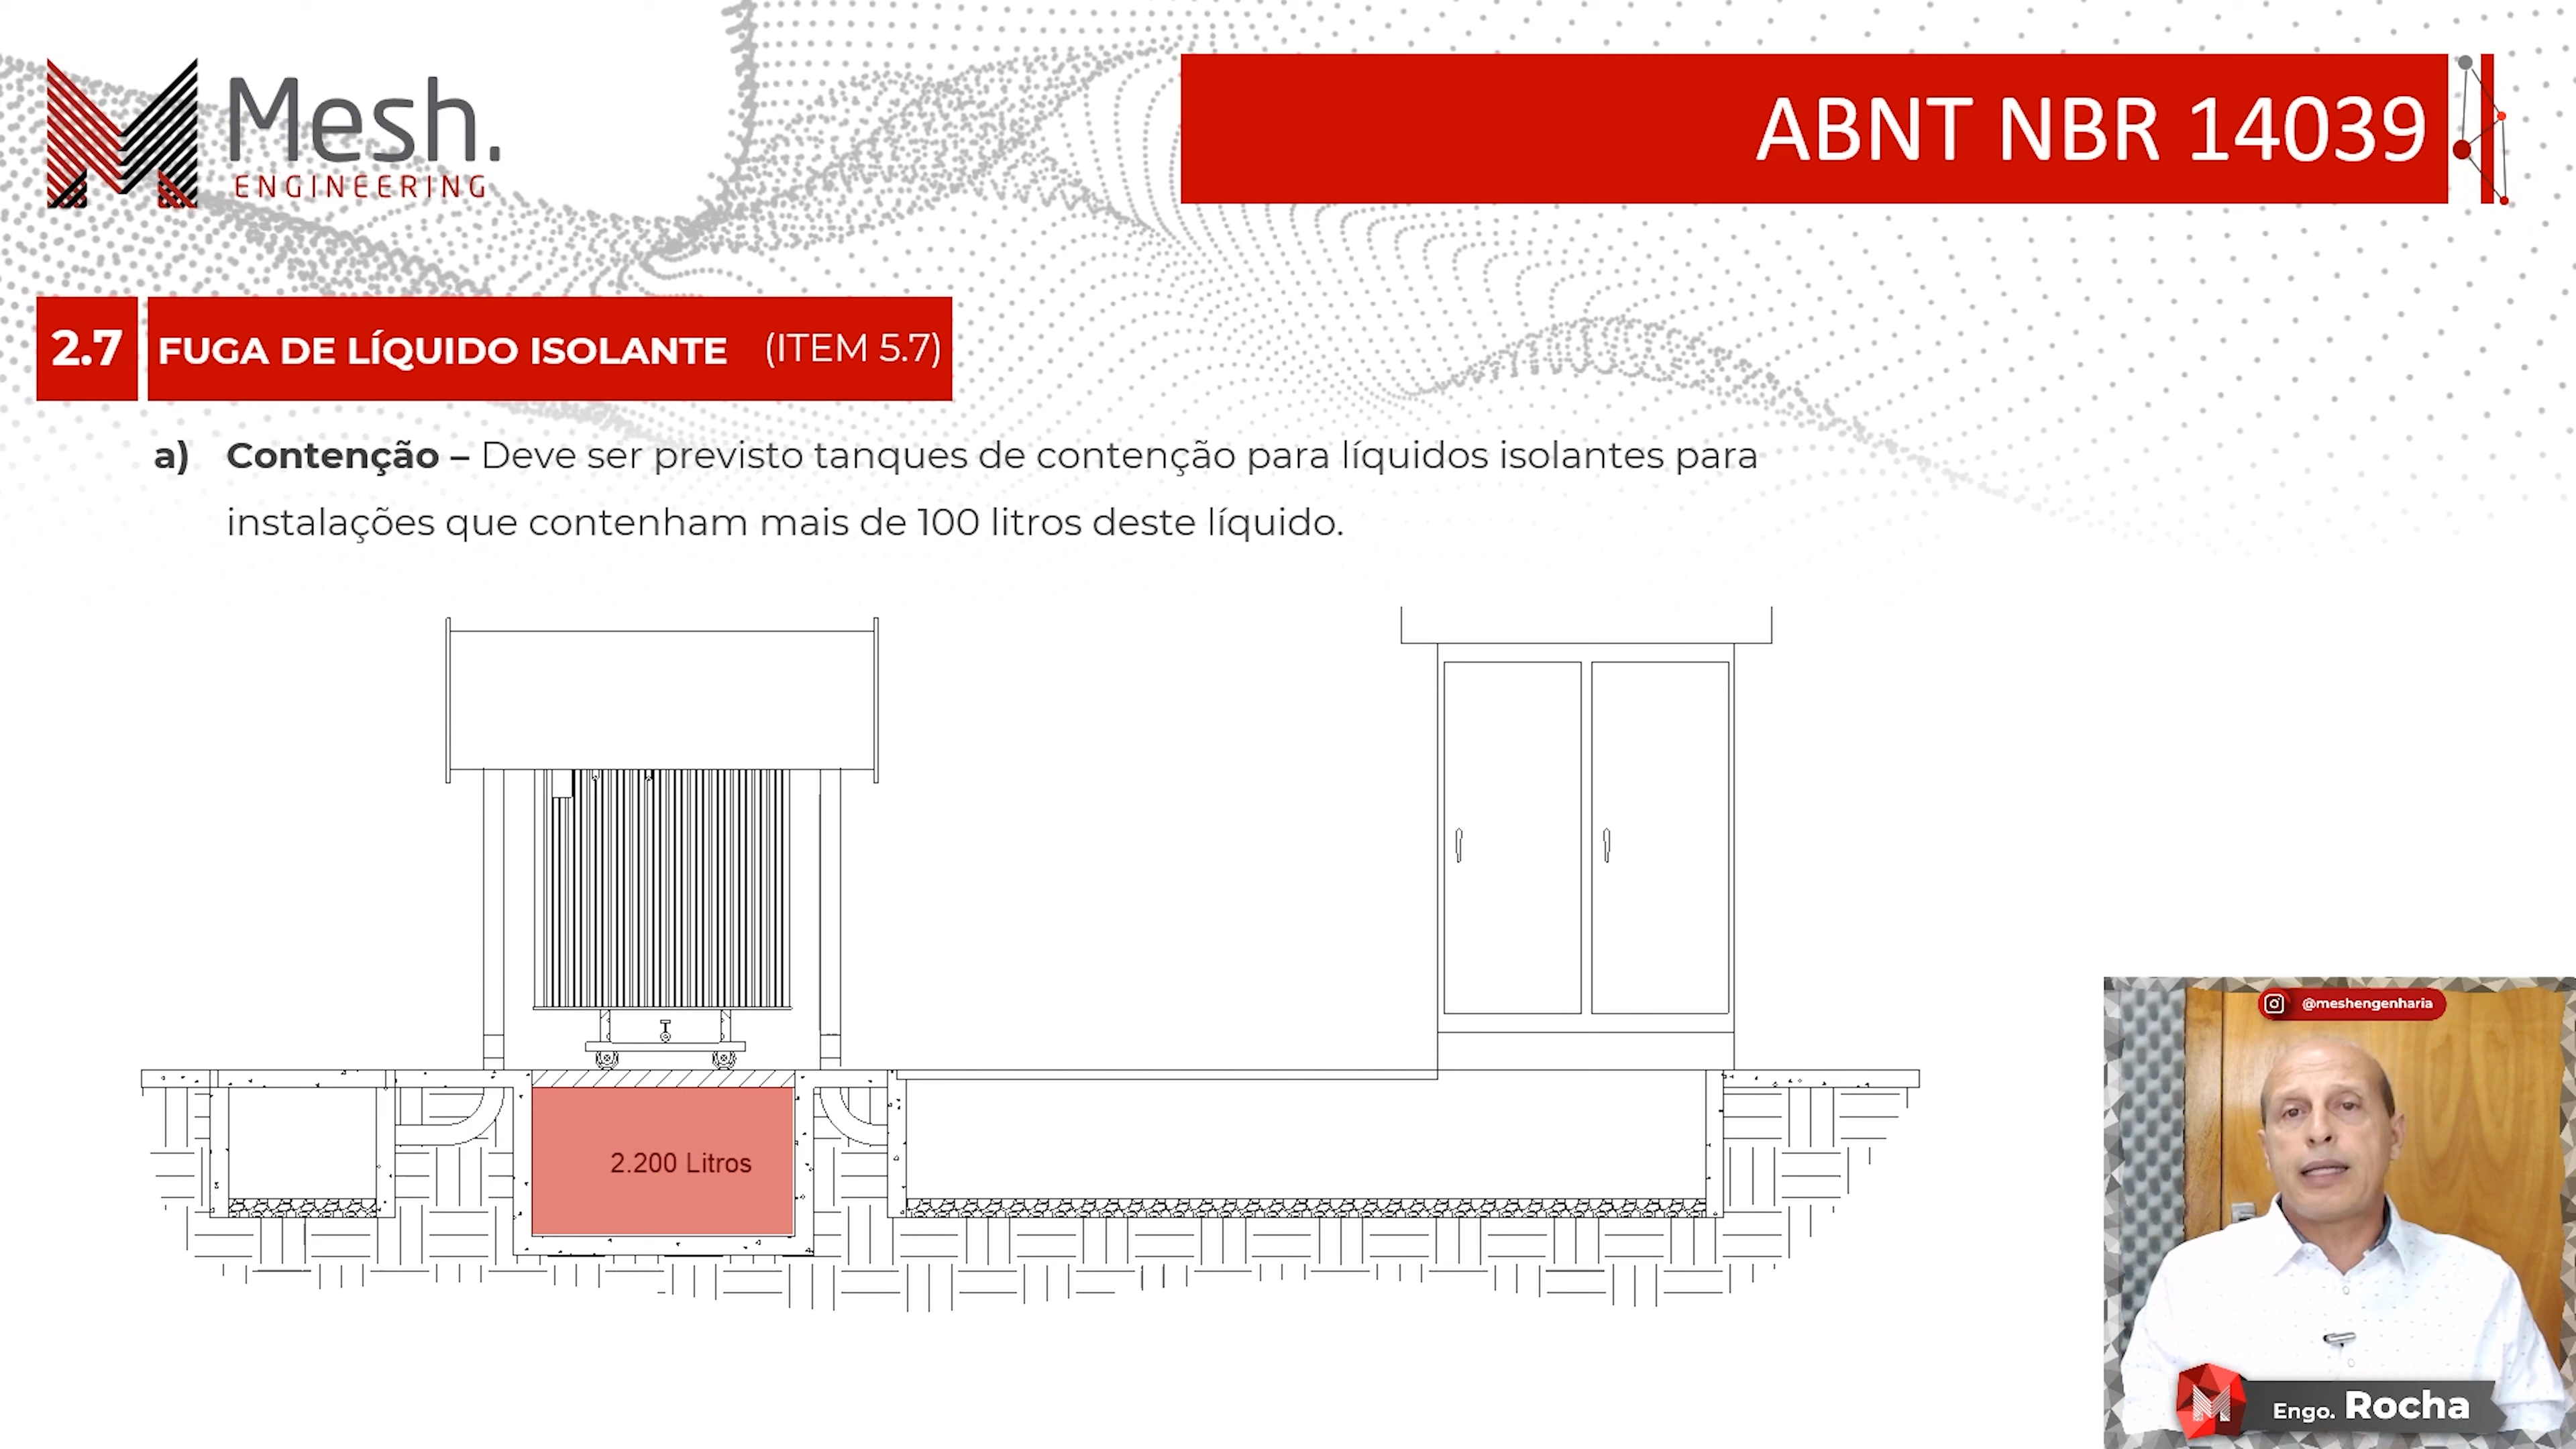 Mesh.
ENGINEERING
ABNT NBR 14039
2.7 FUGA DE LÍQUIDO ISOLANTE (ITEM 5.7)
a) Contenção – Deve ser previsto tanques de contenção para líquidos isolantes para
instalações que contenham mais de 100 litros deste líquido.
2.200 Litros
@meshengenharia
Engo. Rocha